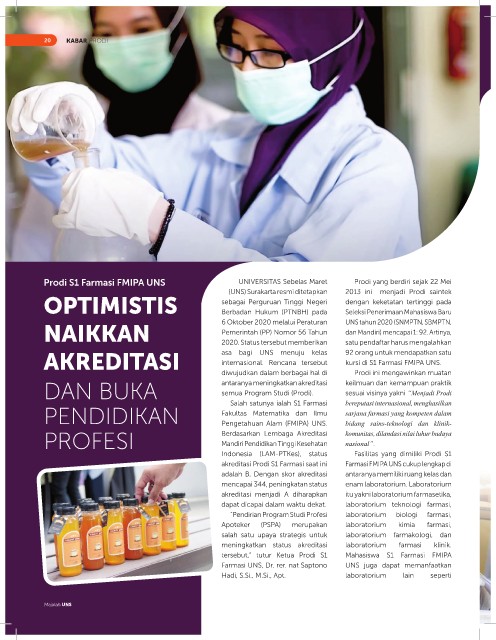 20
KABAR PRODI
Prodi S1 Farmasi FMIPA UNS
OPTIMISTIS
NAIKKAN
AKREDITASI
DAN BUKA
PENDIDIKAN
PROFESI
UNIVERSITAS Sebelas Maret
(UNS) Surakarta resmi ditetapkan
sebagai Perguruan Tinggi Negeri
Berbadan Hukum (PTNBH) pada
6 Oktober 2020 melalui Peraturan
Pemerintah (PP) Nomor 56 Tahun
2020. Status tersebut memberikan
asa bagi UNS menuju kelas
internasional. Rencana tersebut
diwujudkan dalam berbagai hal di
antaranya meningkatkan akreditasi
semua Program Studi (Prodi).
Salah satunya ialah S1 Farmasi
Fakultas Matematika dan Ilmu
Pengetahuan Alam (FMIPA) UNS.
Berdasarkan Lembaga Akreditasi
Mandiri Pendidikan Tinggi Kesehatan
Indonesia (LAM-PTKes), status
akreditasi Prodi S1 Farmasi saat ini
adalah B. Dengan skor akreditasi
mencapai 344, peningkatan status
akreditasi menjadi A diharapkan
dapat dicapai dalam waktu dekat.
"Pendirian Program Studi Profesi
Apoteker (PSPA) merupakan
salah satu upaya strategis untuk
meningkatkan status akreditasi
tersebut," tutur Ketua Prodi S1
Farmasi UNS, Dr. rer. nat Saptono
Hadi, S.Si., M.Si., Apt.
Prodi yang berdiri sejak 22 Mei
2013 ini menjadi Prodi saintek
dengan keketatan tertinggi pada
Seleksi Penerimaan Mahasiswa Baru
UNS tahun 2020 (SNMPTN, SBMPTN,
dan Mandiri) mencapai 1: 92. Artinya,
satu pendaftar harus mengalahkan
92 orang untuk mendapatkan satu
kursi di S1 Farmasi FMIPA UNS.
Prodi ini mengawinkan muatan
keilmuan dan kemampuan praktik
sesuai visinya yakni "Menjadi Prodi
bereputasi internasional, menghasilkan
sarjana farmasi yang kompeten dalam
bidang sains-teknologi dan klinik-
komunitas, dilandasi nilai luhur budaya
nasional".
Fasilitas yang dimiliki Prodi S1
Farmasi FMIPA UNS cukup lengkap di
antaranya memiliki ruang kelas dan
enam laboratorium. Laboratorium
itu yakni laboratorium farmasetika,
laboratorium teknologi farmasi,
laboratorium biologi farmasi,
laboratorium kimia farmasi,
laboratorium farmakologi, dan
laboratorium farmasi klinik.
Mahasiswa S1 Farmasi FMIPA
UNS juga dapat memanfaatkan
laboratorium lain seperti
Majalah UNS